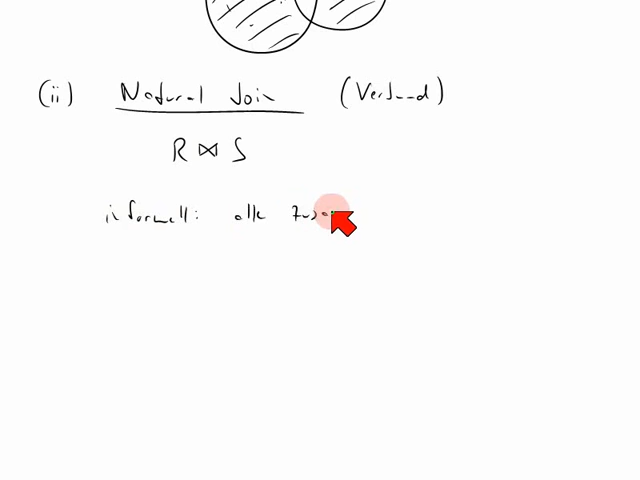 (ii) Natural Join (Verbund)
R ⋈ S
informell: alle